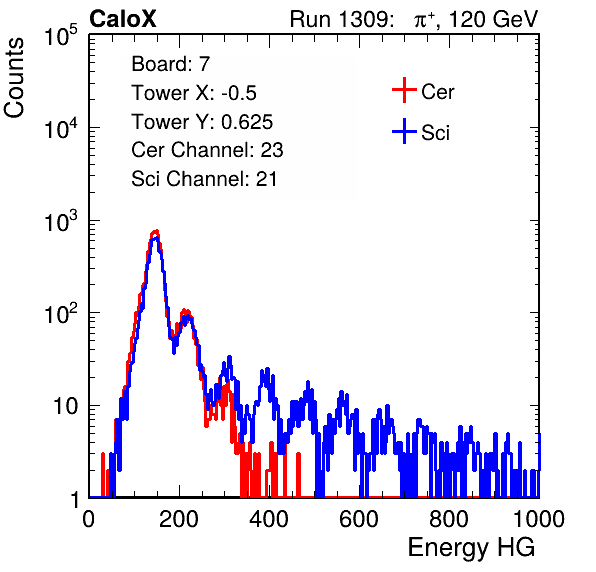 CaloX Run 1309: π⁺, 120 GeV
Counts
10⁵
10⁴
10³
10²
10
1
Board: 7
Tower X: -0.5
Tower Y: 0.625
Cer Channel: 23
Sci Channel: 21
Cer
Sci
0 200 400 600 800 1000
Energy HG